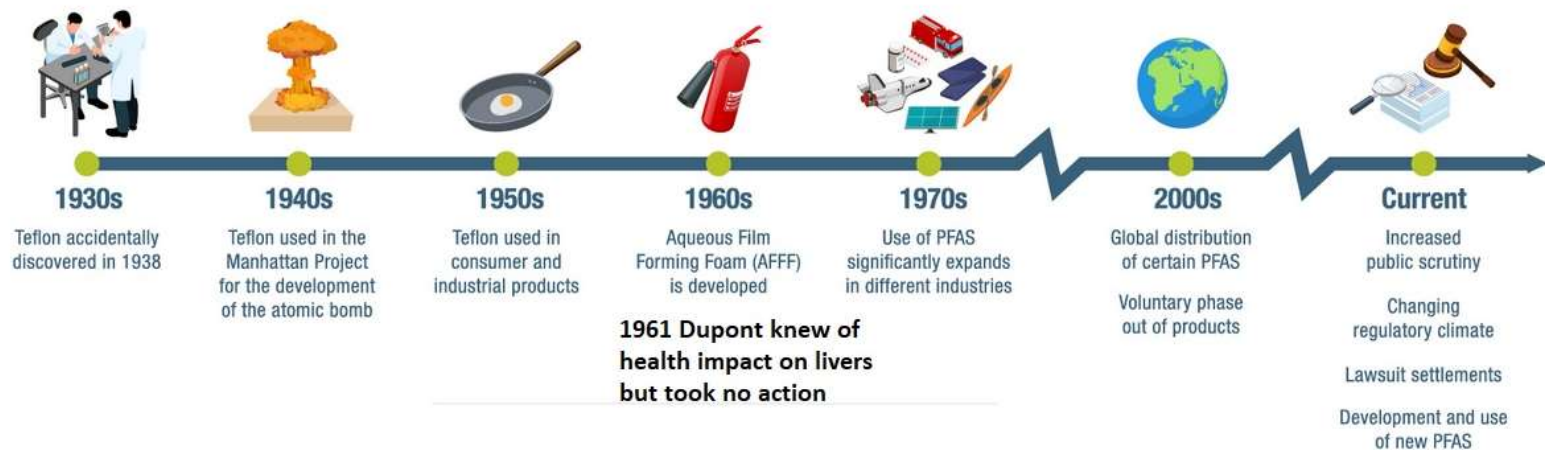 1930s
Teflon accidentally
discovered in 1938
1940s
Teflon used in the
Manhattan Project
for the development
of the atomic bomb
1950s
Teflon used in
consumer and
industrial products
1960s
Aqueous Film
Forming Foam (AFFF)
is developed
1961 Dupont knew of
health impact on livers
but took no action
1970s
Use of PFAS
significantly expands
in different industries
2000s
Global distribution
of certain PFAS
Voluntary phase
out of products
Current
Increased
public scrutiny
Changing
regulatory climate
Lawsuit settlements
Development and use
of new PFAS